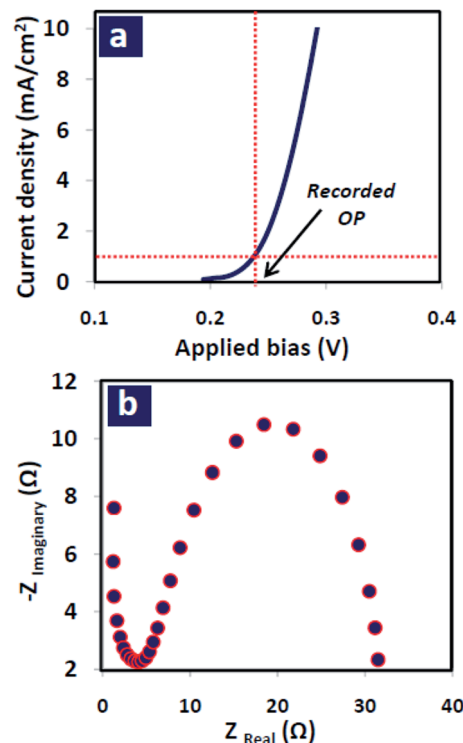 a
Current density (mA/cm²)
10
8
6
4
2
0
Recorded
OP
0.1
0.2
0.3
0.4
Applied bias (V)
b
-Z Imaginary (Ω)
12
10
8
6
4
2
0
10
20
30
40
Z Real (Ω)